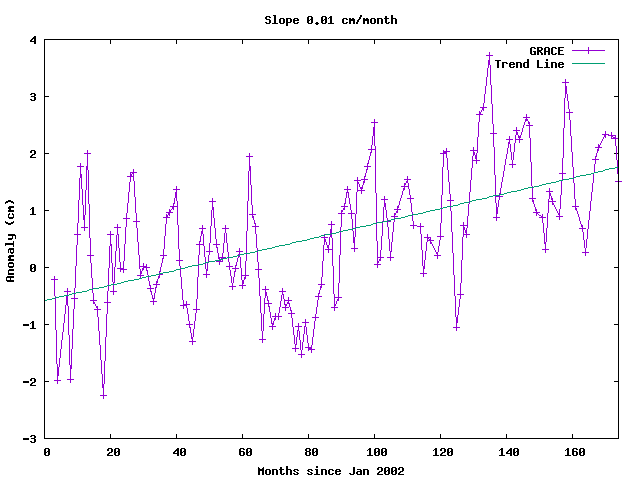 Slope 0.01 cm/month
GRACE
Trend Line
4
3
2
1
0
-1
-2
-3
Anomaly (cm)
0 20 40 60 80 100 120 140 160
Months since Jan 2002